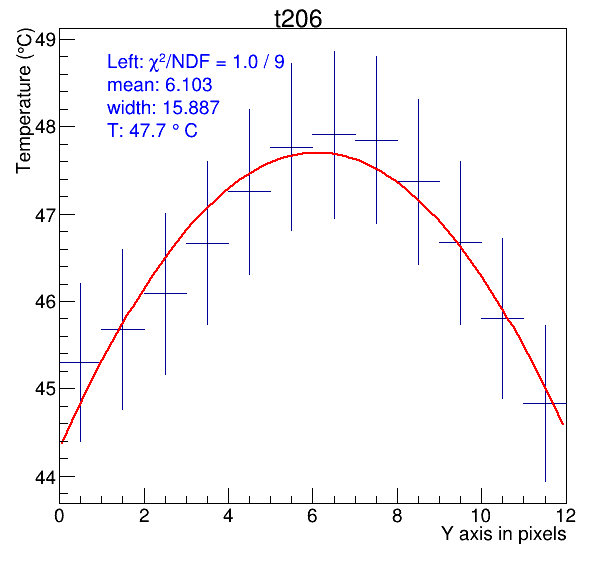 t206
Temperature (°C)
Left: χ²/NDF = 1.0 / 9
mean: 6.103
width: 15.887
T: 47.7 ° C
49
48
47
46
45
44
0 2 4 6 8 10 12
Y axis in pixels